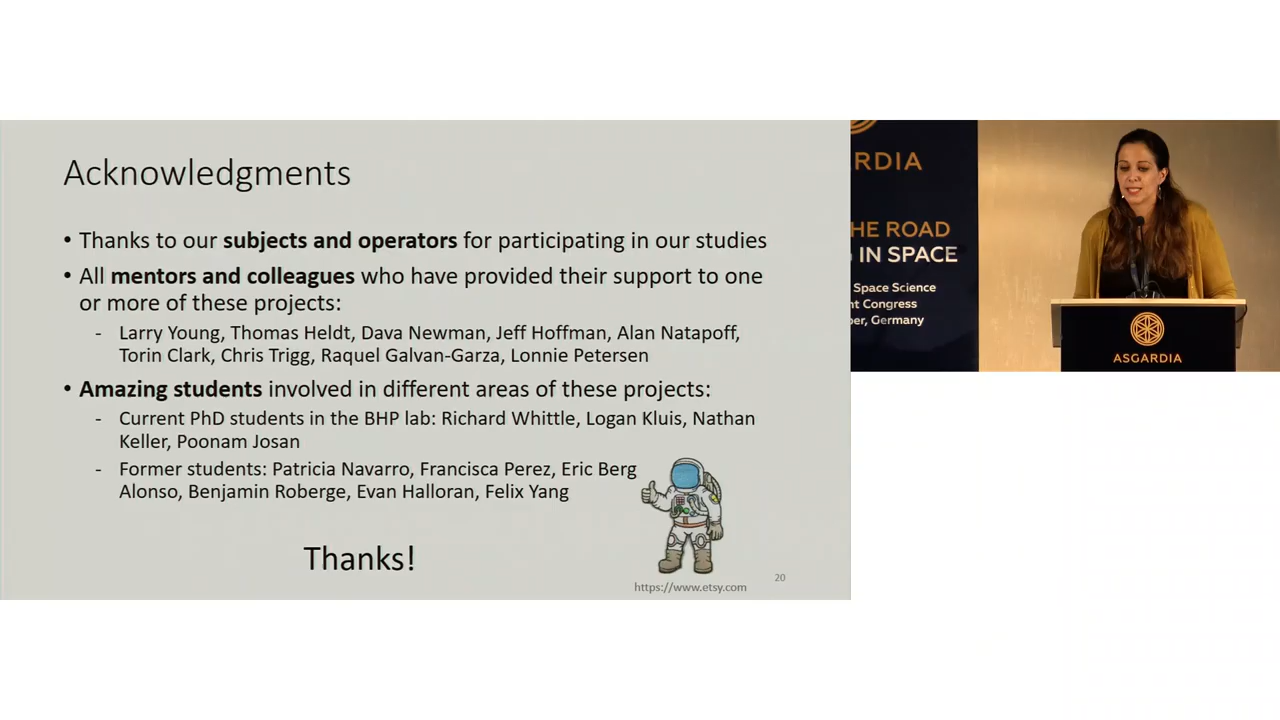 Acknowledgments
• Thanks to our subjects and operators for participating in our studies
• All mentors and colleagues who have provided their support to one
or more of these projects:
- Larry Young, Thomas Heldt, Dava Newman, Jeff Hoffman, Alan Natapoff,
Torin Clark, Chris Trigg, Raquel Galvan-Garza, Lonnie Petersen
• Amazing students involved in different areas of these projects:
- Current PhD students in the BHP lab: Richard Whittle, Logan Kluis, Nathan
Keller, Poonam Josan
- Former students: Patricia Navarro, Francisca Perez, Eric Berg
Alonso, Benjamin Roberge, Evan Halloran, Felix Yang
Thanks!
https://www.etsy.com
20
RDIA
HE ROAD
IN SPACE
Space Science
nt Congress
er, Germany
ASGARDIA